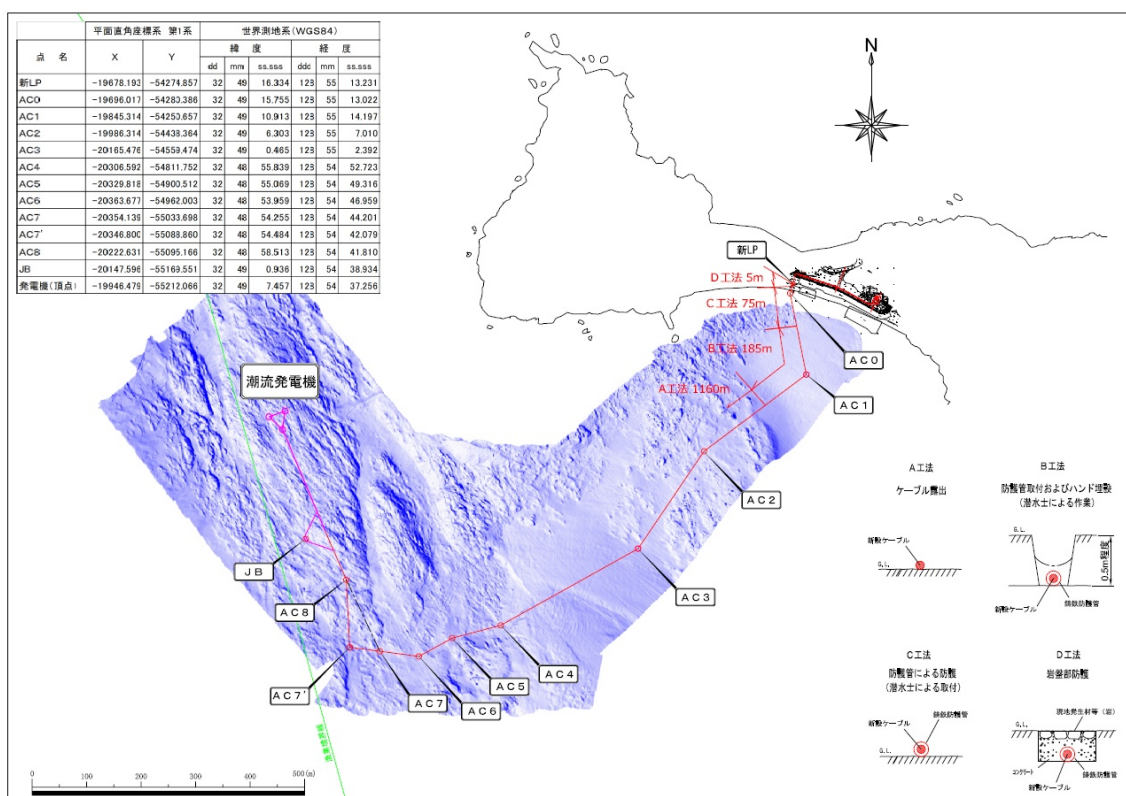 平面直角座標系 第1系 世界測地系(WGS84)
点 名 X Y 緯 度 経 度
dd mm ss.sss ddd mm ss.sss
新LP -19678.193 -54274.857 32 49 16.334 128 55 13.231
AC0 -19696.017 -54280.386 32 49 15.755 128 55 13.022
AC1 -19845.314 -54250.657 32 49 10.913 128 55 14.197
AC2 -19986.314 -54438.364 32 49 6.303 128 55 7.010
AC3 -20165.476 -54559.474 32 49 0.465 128 55 2.392
AC4 -20306.592 -54811.752 32 48 55.839 128 54 52.723
AC5 -20329.818 -54900.512 32 48 55.069 128 54 49.316
AC6 -20363.677 -54962.003 32 48 53.959 128 54 46.959
AC7 -20354.139 -55033.698 32 48 54.255 128 54 44.201
AC7' -20346.800 -55088.860 32 48 54.484 128 54 42.079
AC8 -20222.631 -55095.166 32 48 58.513 128 54 41.810
JB -20147.596 -55169.551 32 49 0.936 128 54 38.934
発電機(頂点) -19946.479 -55212.066 32 49 7.457 128 54 37.256
N
新LP
D工法 5m
C工法 75m
B工法 185m
A工法 1160m
AC0
AC1
潮流発電機
AC2
AC3
JB
AC8
AC4
AC5
AC7'
AC7
AC6
A工法
ケーブル露出
新設ケーブル
G.L.
B工法
防護管取付およびハンド埋設
(潜水士による作業)
G.L.
0.5m程度
新設ケーブル
鋳鉄防護管
C工法
防護管による防護
(潜水士による取付)
新設ケーブル
鋳鉄防護管
G.L.
D工法
岩盤部防護
現地発生材等(岩)
G.L.
コンクリート
鋳鉄防護管
新設ケーブル
0 100 200 300 400 500 (m)